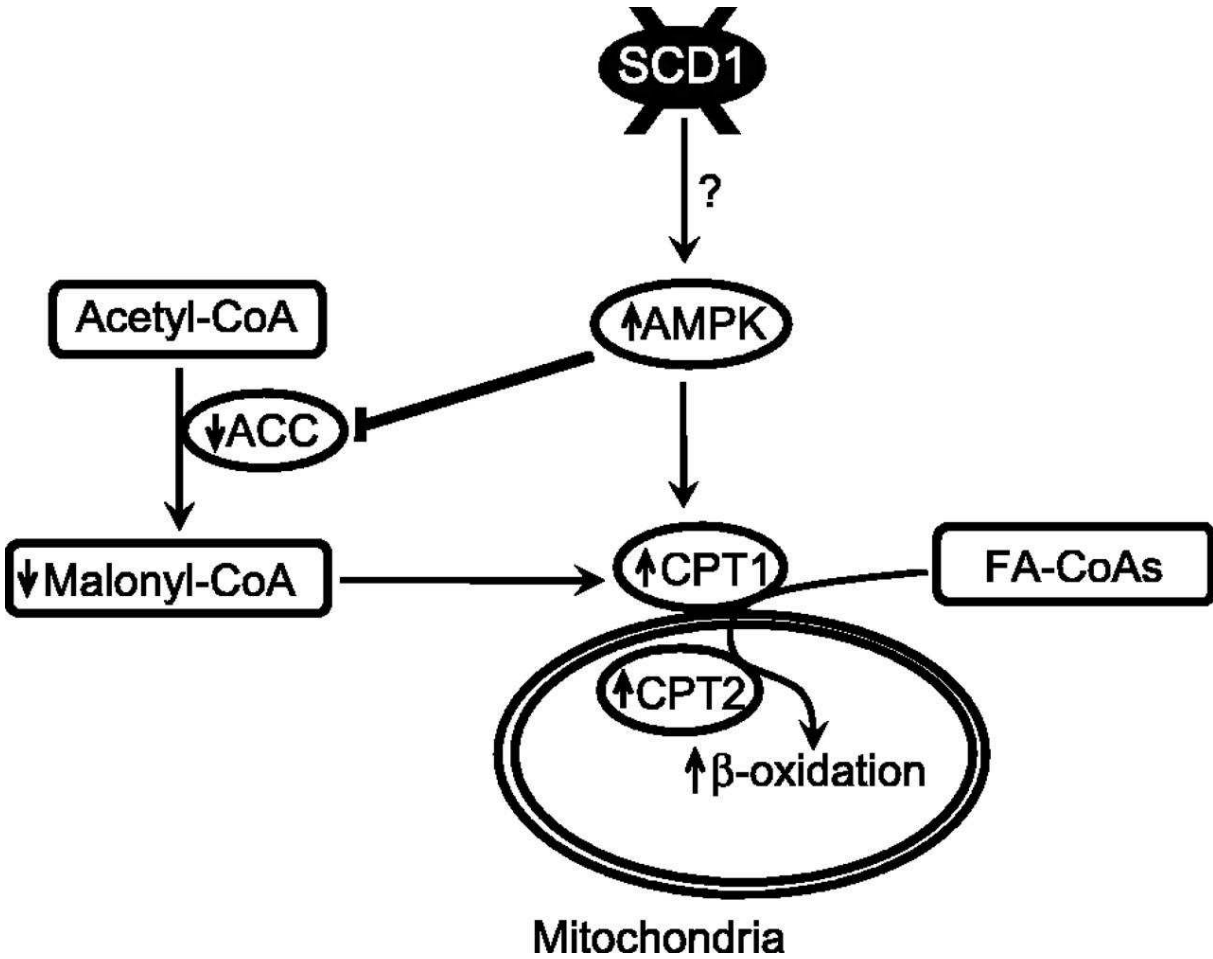 SCD1
?
Acetyl-CoA
↑AMPK
↓ACC
↓Malonyl-CoA
↑CPT1
FA-CoAs
↑CPT2
↑β-oxidation
Mitochondria